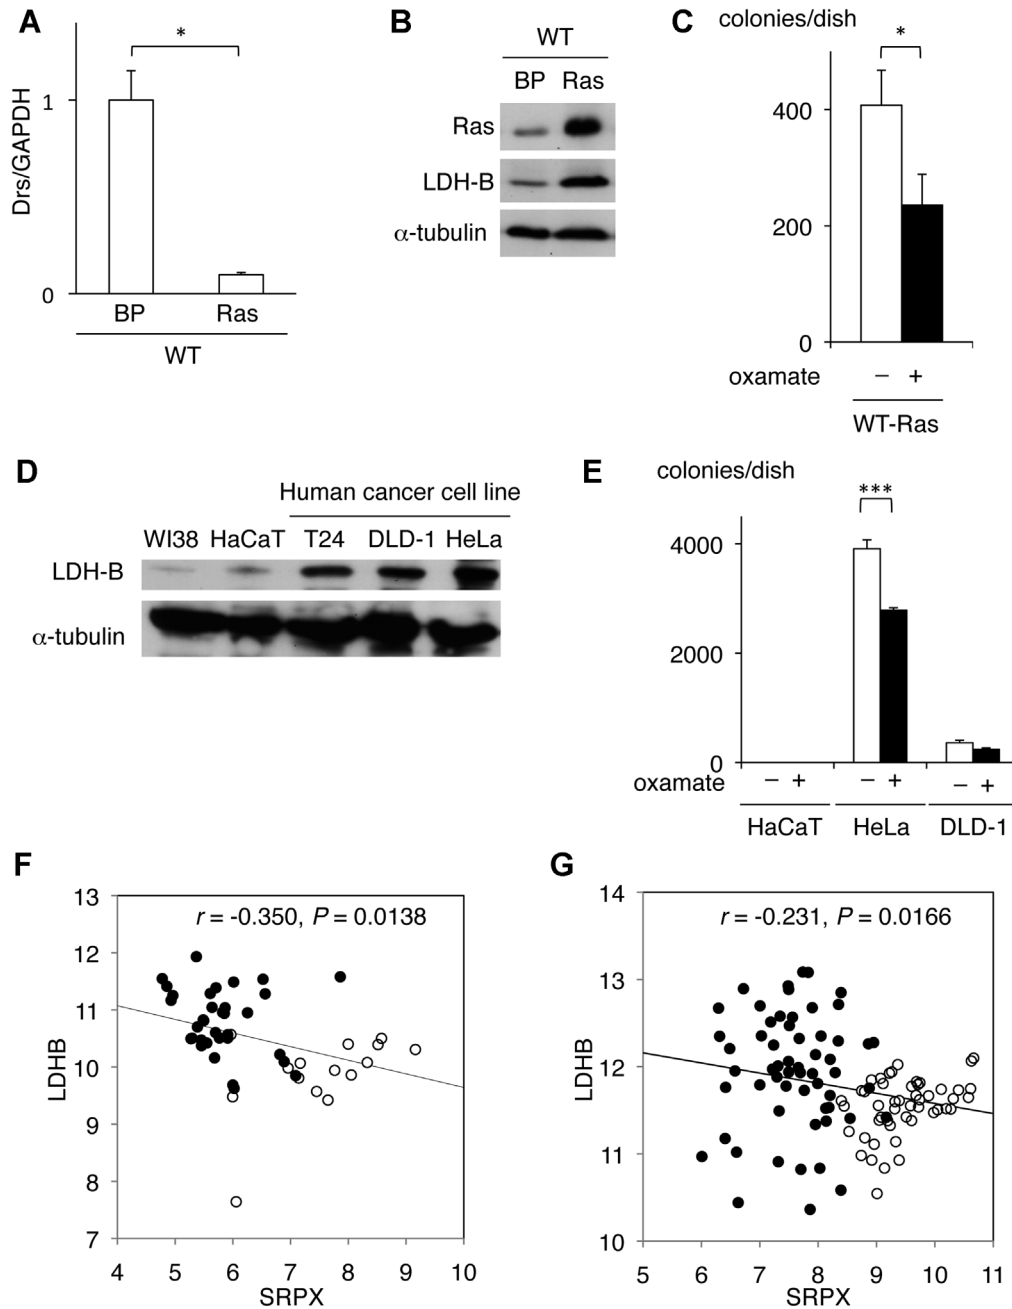 A
Drs/GAPDH
*
1
0
BP Ras
WT
B
WT
BP Ras
Ras
LDH-B
α-tubulin
C
colonies/dish
*
400
200
0
oxamate – +
WT-Ras
D
Human cancer cell line
WI38 HaCaT T24 DLD-1 HeLa
LDH-B
α-tubulin
E
colonies/dish
***
4000
2000
0
oxamate – + – + – +
HaCaT HeLa DLD-1
F
r = -0.350, P = 0.0138
LDHB
13
12
11
10
9
8
7
4 5 6 7 8 9 10
SRPX
G
r = -0.231, P = 0.0166
LDHB
14
13
12
11
10
5 6 7 8 9 10 11
SRPX